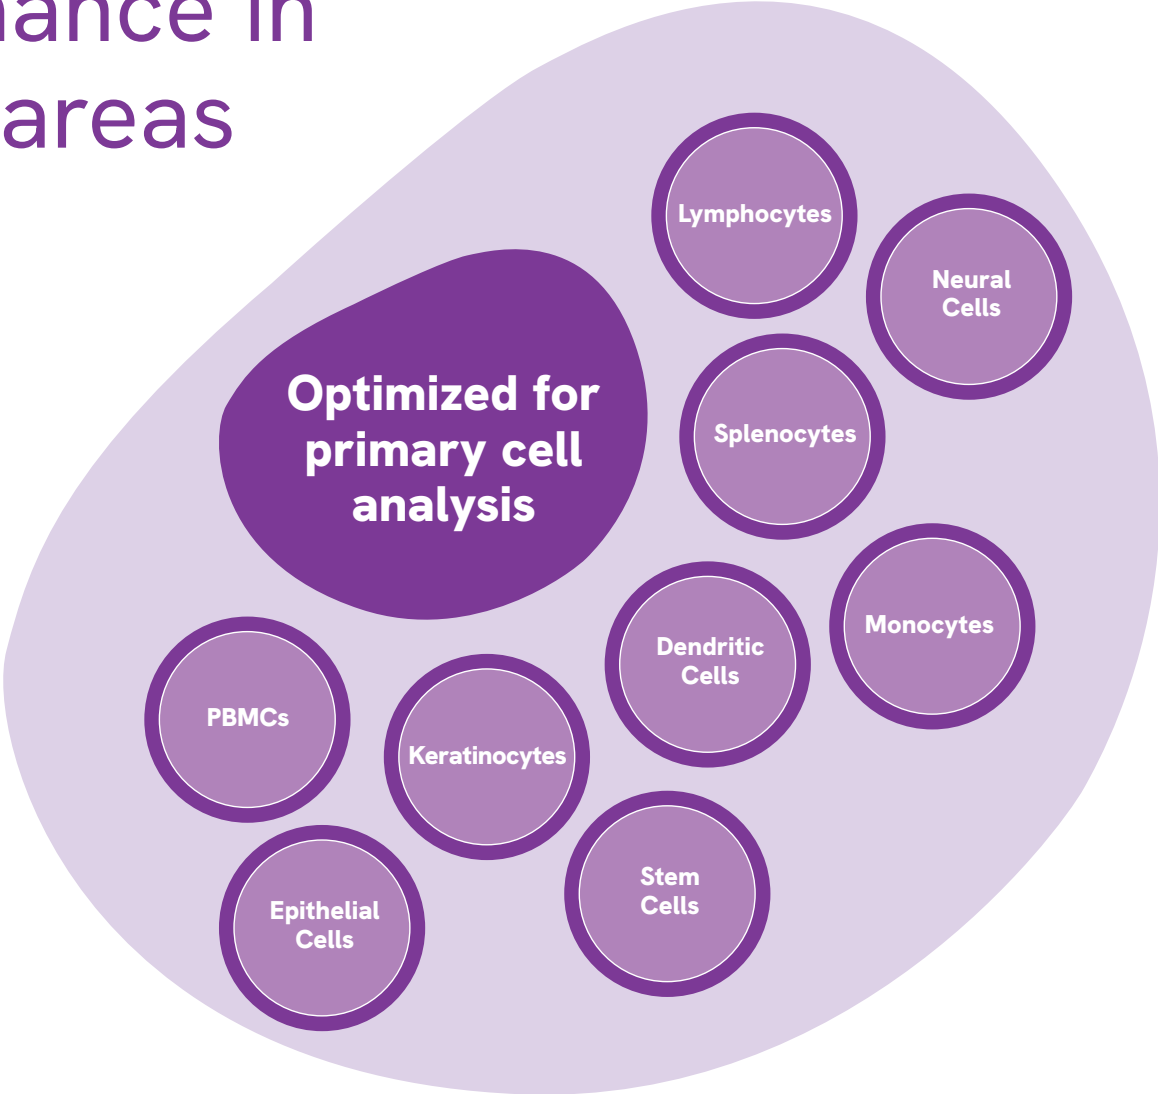 in
areas
Lymphocytes
Neural
Cells
Optimized for
primary cell
analysis
Splenocytes
Monocytes
Dendritic
Cells
PBMCs
Keratinocytes
Stem
Cells
Epithelial
Cells